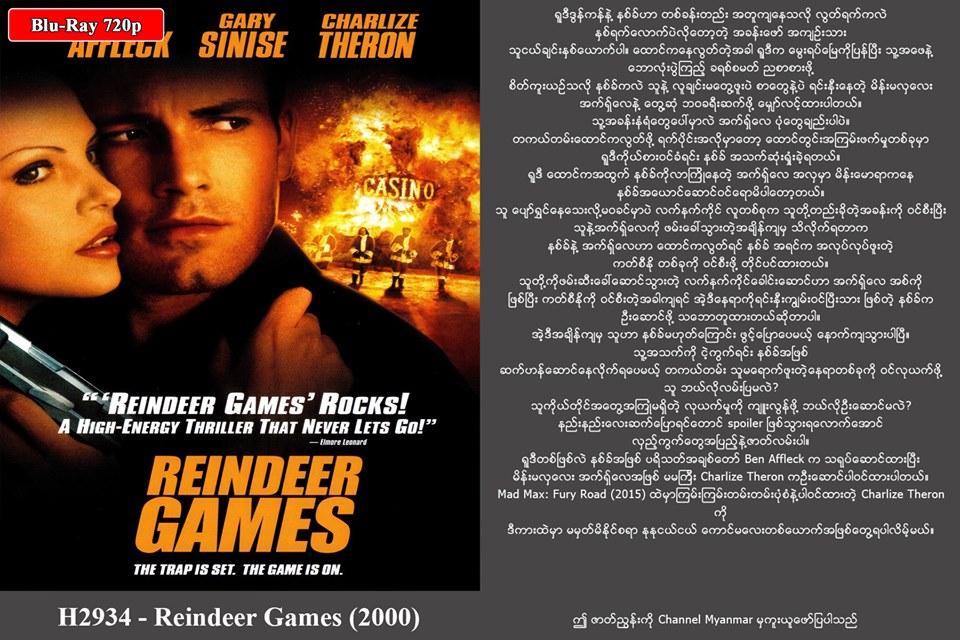 Blu-Ray 720p
AFFLECK
GARY
SINISE
CHARLIZE
THERON
CASINO
"'REINDEER GAMES' ROCKS!
A HIGH-ENERGY THRILLER THAT NEVER LETS GO!"
— Elmore Leonard
REINDEER
GAMES
THE TRAP IS SET. THE GAME IS ON.
H2934 - Reindeer Games (2000)
ရူဒီဒွန်ကန်နဲ့ နစ်ခ်ဟာ တစ်ခန်းတည်း အတူကျနေသလို လွတ်ရက်ကလဲ
နှစ်ရက်လောက်ပဲလိုတော့တဲ့ အခန်းဖော် အကျဉ်းသား
သူငယ်ချင်းနှစ်ယောက်ပါ။ ထောင်ကနေလွတ်တဲ့အခါ ရူဒီက မွေးရပ်မြေကိုပြန်ပြီး သူ့အဖေနဲ့
ဘောလုံးပွဲကြည့် ခရစ်စမတ် ညစာစားဖို့
စိတ်ကူးယဉ်သလို နစ်ခ်ကလဲ သူနဲ့ လူချင်းမတွေ့ဖူးပဲ စာတွေနဲ့ပဲ ရင်းနှီးနေတဲ့ မိန်းမလှလေး
အက်ရှ်လေနဲ့ တွေ့ဆုံ ဘဝခရီးဆက်ဖို့ မျှော်လင့်ထားပါတယ်။
သူ့အခန်းနံရံတွေပေါ်မှာလဲ အက်ရှ်လေ ပုံတွေချည်းပါပဲ။
တကယ်တမ်းထောင်ကလွတ်ဖို့ ရက်ပိုင်းအလိုမှာတော့ ထောင်တွင်းအကြမ်းဖက်မှုတစ်ခုမှာ
ရူဒီကိုယ်စားဝင်ခံရင်း နစ်ခ် အသက်ဆုံးရှုံးခဲ့ရတယ်။
ရူဒီ ထောင်ကအထွက် နစ်ခ်ကိုလာကြိုနေတဲ့ အက်ရှ်လေ အလှမှာ မိန်းမောရာကနေ
နစ်ခ်အယောင်ဆောင်ဝင်ရောမိပါတော့တယ်။
သူ ပျော်ရွှင်နေသေးလို့မဝခင်မှာပဲ လက်နက်ကိုင် လူတစ်စုက သူတို့တည်းခိုတဲ့အခန်းကို ဝင်စီးပြီး
သူနဲ့အက်ရှ်လေကို ဖမ်းခေါ်သွားတဲ့အချိန်ကျမှ သိလိုက်ရတာက
နစ်ခ်နဲ့ အက်ရှ်လေဟာ ထောင်ကလွတ်ရင် နစ်ခ် အရင်က အလုပ်လုပ်ဖူးတဲ့
ကတ်စီနို တစ်ခုကို ဝင်စီးဖို့ တိုင်ပင်ထားတယ်။
သူတို့ကိုဖမ်းဆီးခေါ်ဆောင်သွားတဲ့ လက်နက်ကိုင်ခေါင်းဆောင်ဟာ အက်ရှ်လေ အစ်ကို
ဖြစ်ပြီး ကတ်စီနိုကို ဝင်စီးတဲ့အခါကျရင် အဲ့ဒီနေရာကိုရင်းနှီးကျွမ်းဝင်ပြီးသား ဖြစ်တဲ့ နစ်ခ်က
ဦးဆောင်ဖို့ သဘောတူထားတယ်ဆိုတာပါ။
အဲ့ဒီအချိန်ကျမှ သူဟာ နစ်ခ်မဟုတ်ကြောင်း ဖွင့်ပြောပေမယ့် နောက်ကျသွားပါပြီ။
သူ့အသက်ကို ငဲ့ကွက်ရင်း နစ်ခ်အဖြစ်
ဆက်ဟန်ဆောင်နေလိုက်ရပေမယ့် တကယ်တမ်း သူမရောက်ဖူးတဲ့နေရာတစ်ခုကို ဝင်လုယက်ဖို့
သူ ဘယ်လိုလမ်းပြမလဲ?
သူကိုယ်တိုင်အတွေ့အကြုံမရှိတဲ့ လုယက်မှုကို ကျူးလွန်ဖို့ ဘယ်လိုဦးဆောင်မလဲ?
နည်းနည်းလေးဆက်ပြောရင်တောင် spoiler ဖြစ်သွားရလောက်အောင်
လှည့်ကွက်တွေအပြည့်နဲ့ဇာတ်လမ်းပါ။
ရူဒီတစ်ဖြစ်လဲ နစ်ခ်အဖြစ် ပရိသတ်အချစ်တော် Ben Affleck က သရုပ်ဆောင်ထားပြီး
မိန်းမလှလေး အက်ရှ်လေအဖြစ် မမကြီး Charlize Theron ကဦးဆောင်ပါဝင်ထားပါတယ်။
Mad Max: Fury Road (2015) ထဲမှာကြမ်းကြမ်းတမ်းတမ်းပုံစံနဲ့ပါဝင်ထားတဲ့ Charlize Theron
ကို
ဒီကားထဲမှာ မမှတ်မိနိုင်စရာ နုနုငယ်ငယ် ကောင်မလေးတစ်ယောက်အဖြစ်တွေ့ရပါလိမ့်မယ်။
ဤ ဇာတ်ညွှန်းကို Channel Myanmar မှကူးယူဖော်ပြပါသည်